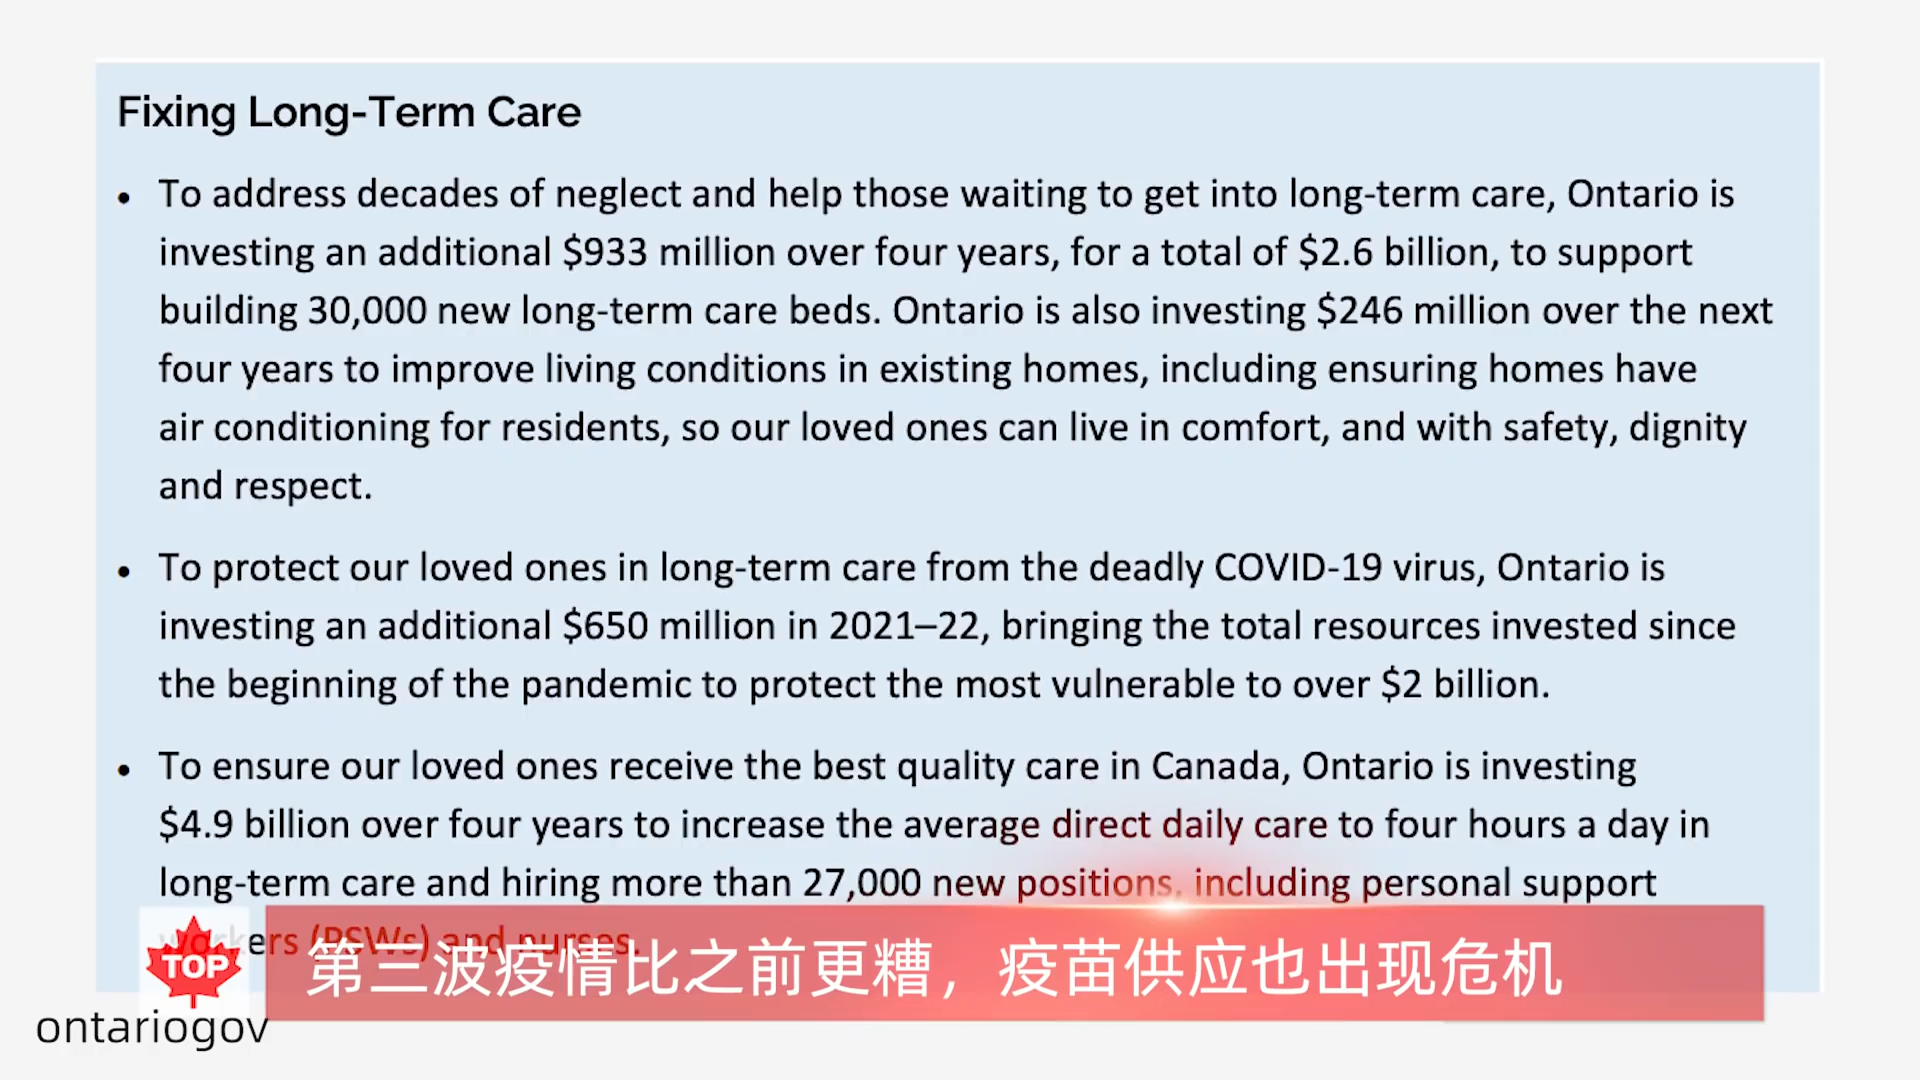 Fixing Long-Term Care
• To address decades of neglect and help those waiting to get into long-term care, Ontario is
investing an additional $933 million over four years, for a total of $2.6 billion, to support
building 30,000 new long-term care beds. Ontario is also investing $246 million over the next
four years to improve living conditions in existing homes, including ensuring homes have
air conditioning for residents, so our loved ones can live in comfort, and with safety, dignity
and respect.
• To protect our loved ones in long-term care from the deadly COVID-19 virus, Ontario is
investing an additional $650 million in 2021–22, bringing the total resources invested since
the beginning of the pandemic to protect the most vulnerable to over $2 billion.
• To ensure our loved ones receive the best quality care in Canada, Ontario is investing
$4.9 billion over four years to increase the average direct daily care to four hours a day in
long-term care and hiring more than 27,000 new positions, including personal support
workers (PSWs) and nurses.
TOP
第三波疫情比之前更糟，疫苗供应也出现危机
ontariogov